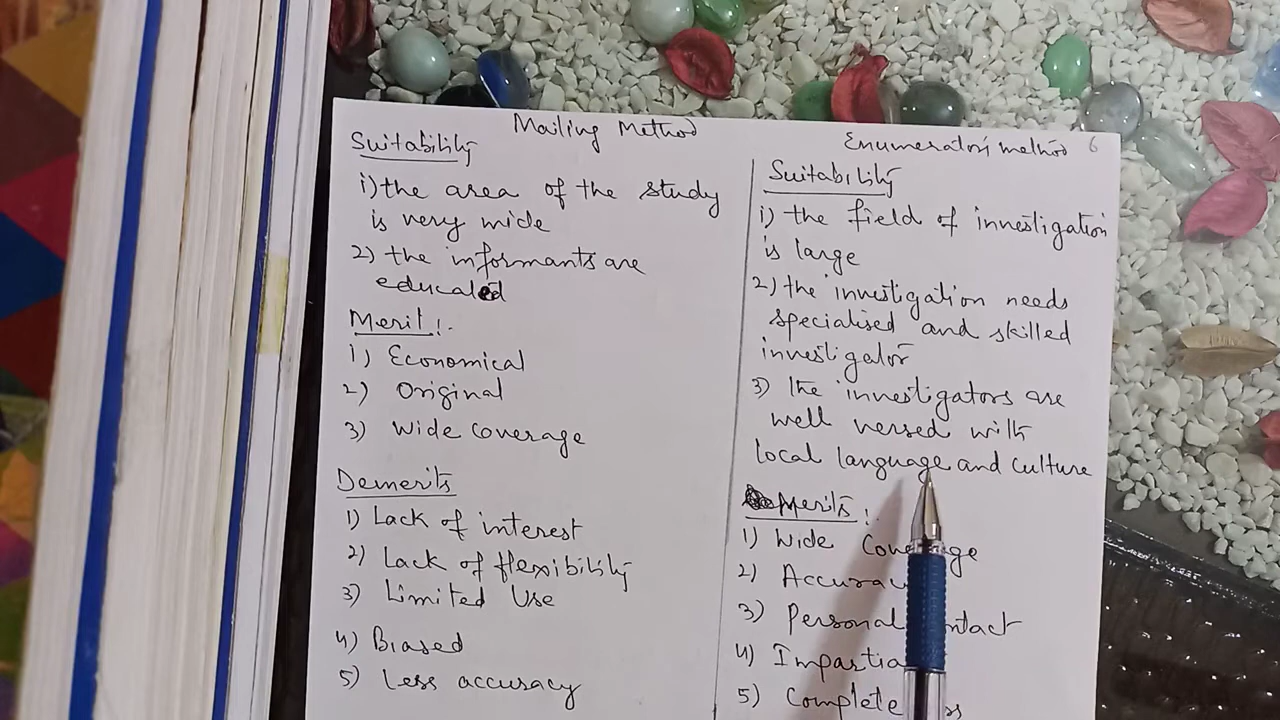 Mailing Method
Suitability
1) the area of the study
is very wide
2) the informants are
educated
Merit:-
1) Economical
2) Original
3) Wide Coverage
Demerits
1) Lack of interest
2) Lack of flexibility
3) Limited Use
4) Biased
5) Less accuracy
Enumerator's method 6
Suitability
1) the field of investigation
is large
2) the investigation needs
specialised and skilled
investigator
3) the investigators are
well versed with
local language and culture
Merits:-
1) Wide
2)
3) Personal
4)
5)